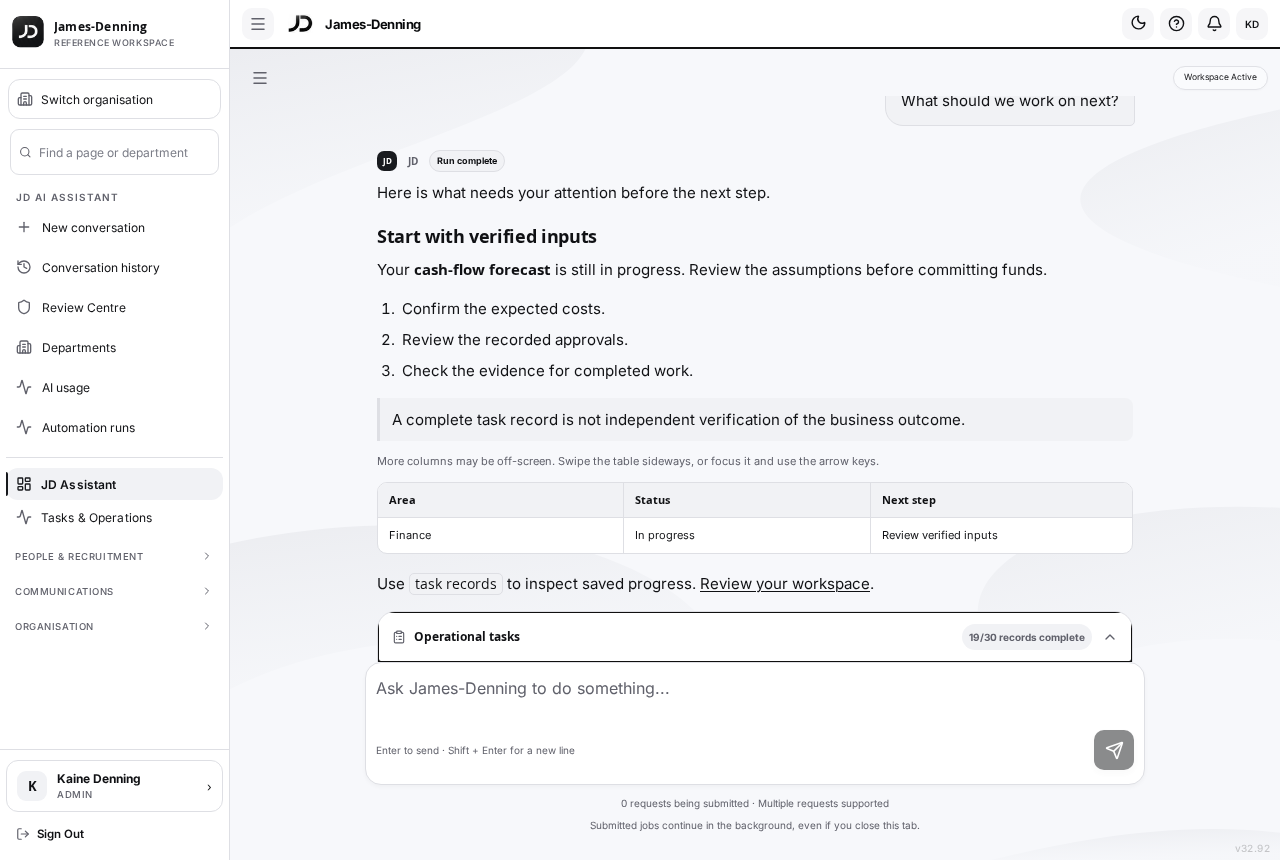 JD
James-Denning
REFERENCE WORKSPACE
Switch organisation
Find a page or department
JD AI ASSISTANT
New conversation
Conversation history
Review Centre
Departments
AI usage
Automation runs
JD Assistant
Tasks & Operations
PEOPLE & RECRUITMENT
COMMUNICATIONS
ORGANISATION
K
Kaine Denning
ADMIN
Sign Out
JD
James-Denning
KD
Workspace Active
What should we work on next?
JD JD Run complete
Here is what needs your attention before the next step.
Start with verified inputs
Your cash-flow forecast is still in progress. Review the assumptions before committing funds.
1. Confirm the expected costs.
2. Review the recorded approvals.
3. Check the evidence for completed work.
A complete task record is not independent verification of the business outcome.
More columns may be off-screen. Swipe the table sideways, or focus it and use the arrow keys.
Area Status Next step
Finance In progress Review verified inputs
Use task records to inspect saved progress. Review your workspace.
Operational tasks 19/30 records complete
Ask James-Denning to do something...
Enter to send · Shift + Enter for a new line
0 requests being submitted · Multiple requests supported
Submitted jobs continue in the background, even if you close this tab.
v32.92